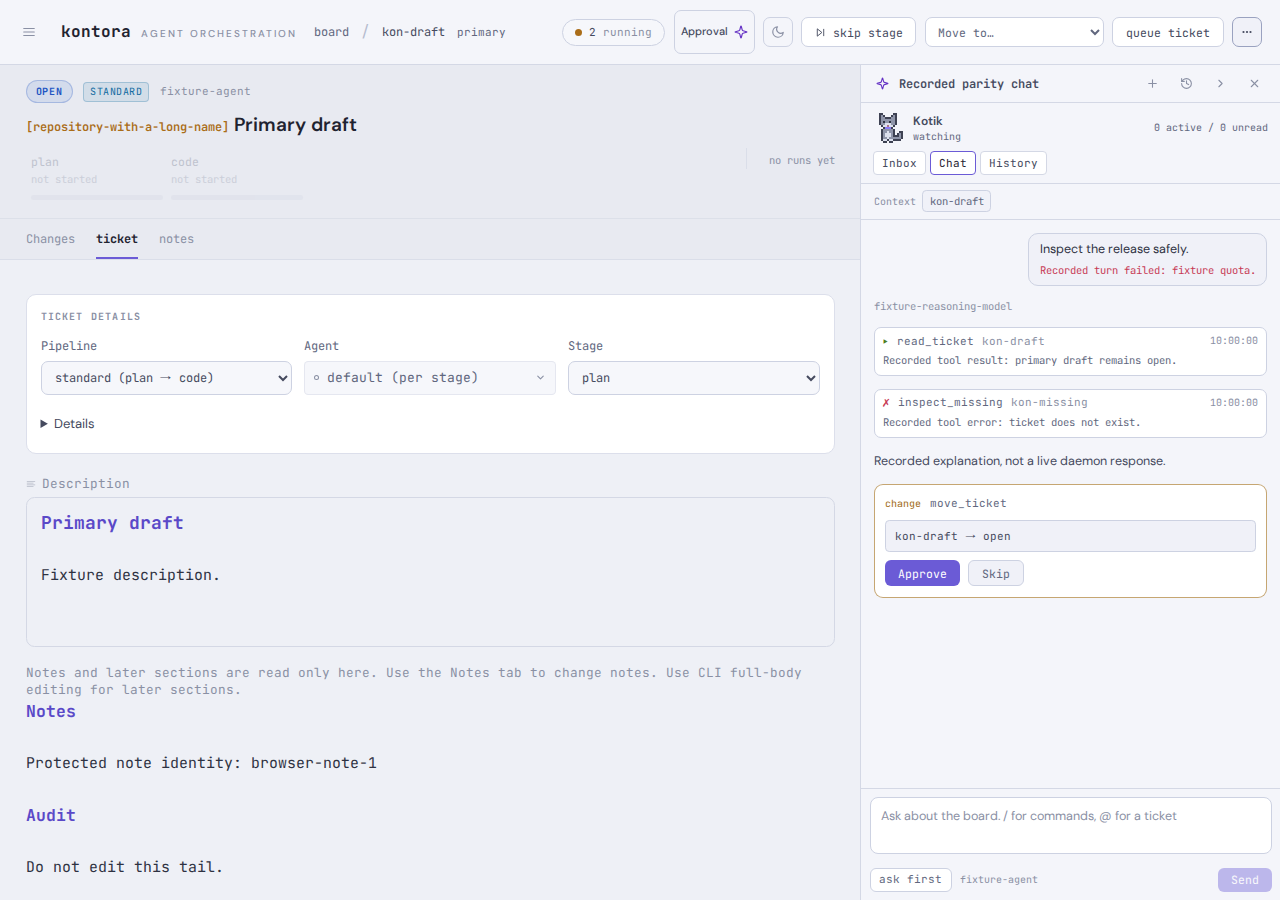 kontora AGENT ORCHESTRATION board / kon-draft primary
2 running
Approval
skip stage
Move to…
queue ticket
OPEN STANDARD fixture-agent
[repository-with-a-long-name] Primary draft
plan
not started
code
not started
no runs yet
Changes ticket notes
TICKET DETAILS
Pipeline
standard (plan → code)
Agent
default (per stage)
Stage
plan
Details
Description
Primary draft
Fixture description.
Notes and later sections are read only here. Use the Notes tab to change notes. Use CLI full-body
editing for later sections.
Notes
Protected note identity: browser-note-1
Audit
Do not edit this tail.
Recorded parity chat
Kotik
watching
0 active / 0 unread
Inbox Chat History
Context kon-draft
Inspect the release safely.
Recorded turn failed: fixture quota.
fixture-reasoning-model
read_ticket kon-draft 10:00:00
Recorded tool result: primary draft remains open.
✗ inspect_missing kon-missing 10:00:00
Recorded tool error: ticket does not exist.
Recorded explanation, not a live daemon response.
change move_ticket
kon-draft → open
Approve Skip
Ask about the board. / for commands, @ for a ticket
ask first fixture-agent Send